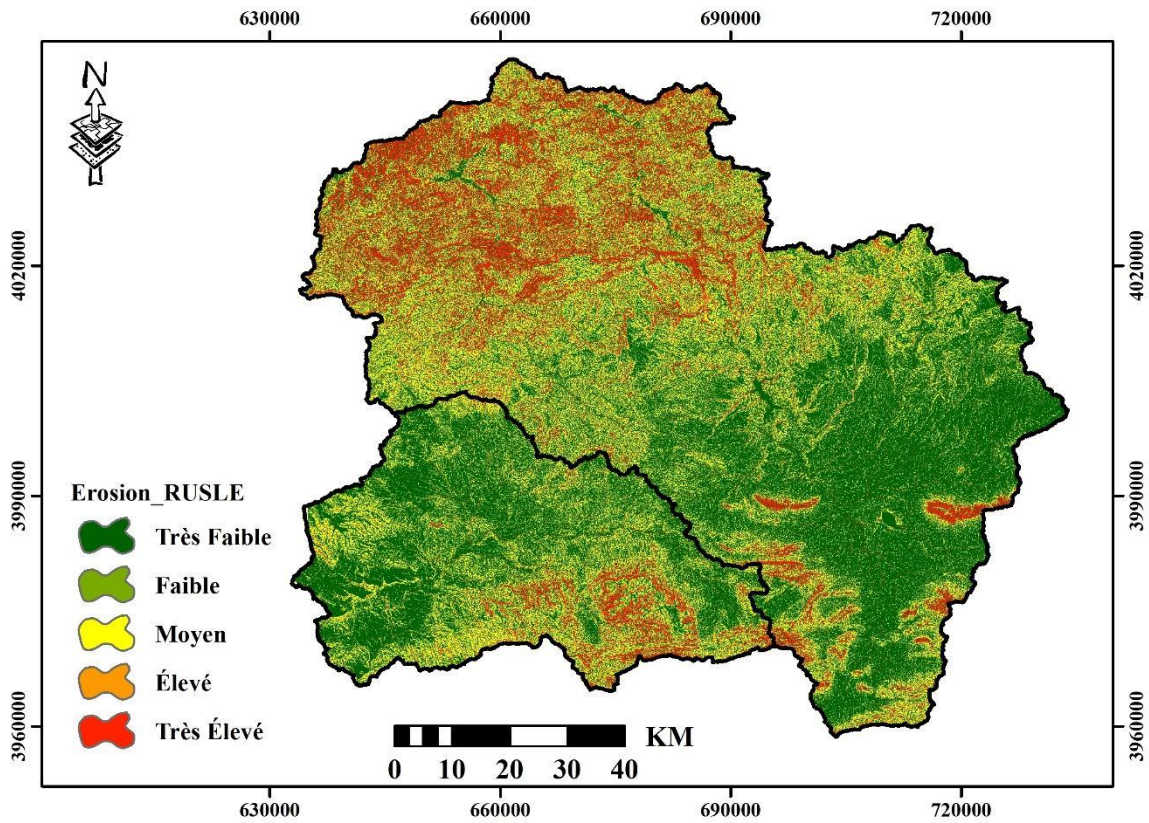 630000 660000 690000 720000
N
4020000 4020000
3990000 3990000
Erosion_RUSLE
Très Faible
Faible
Moyen
Élevé
Très Élevé
3960000 3960000
KM
0 10 20 30 40
630000 660000 690000 720000